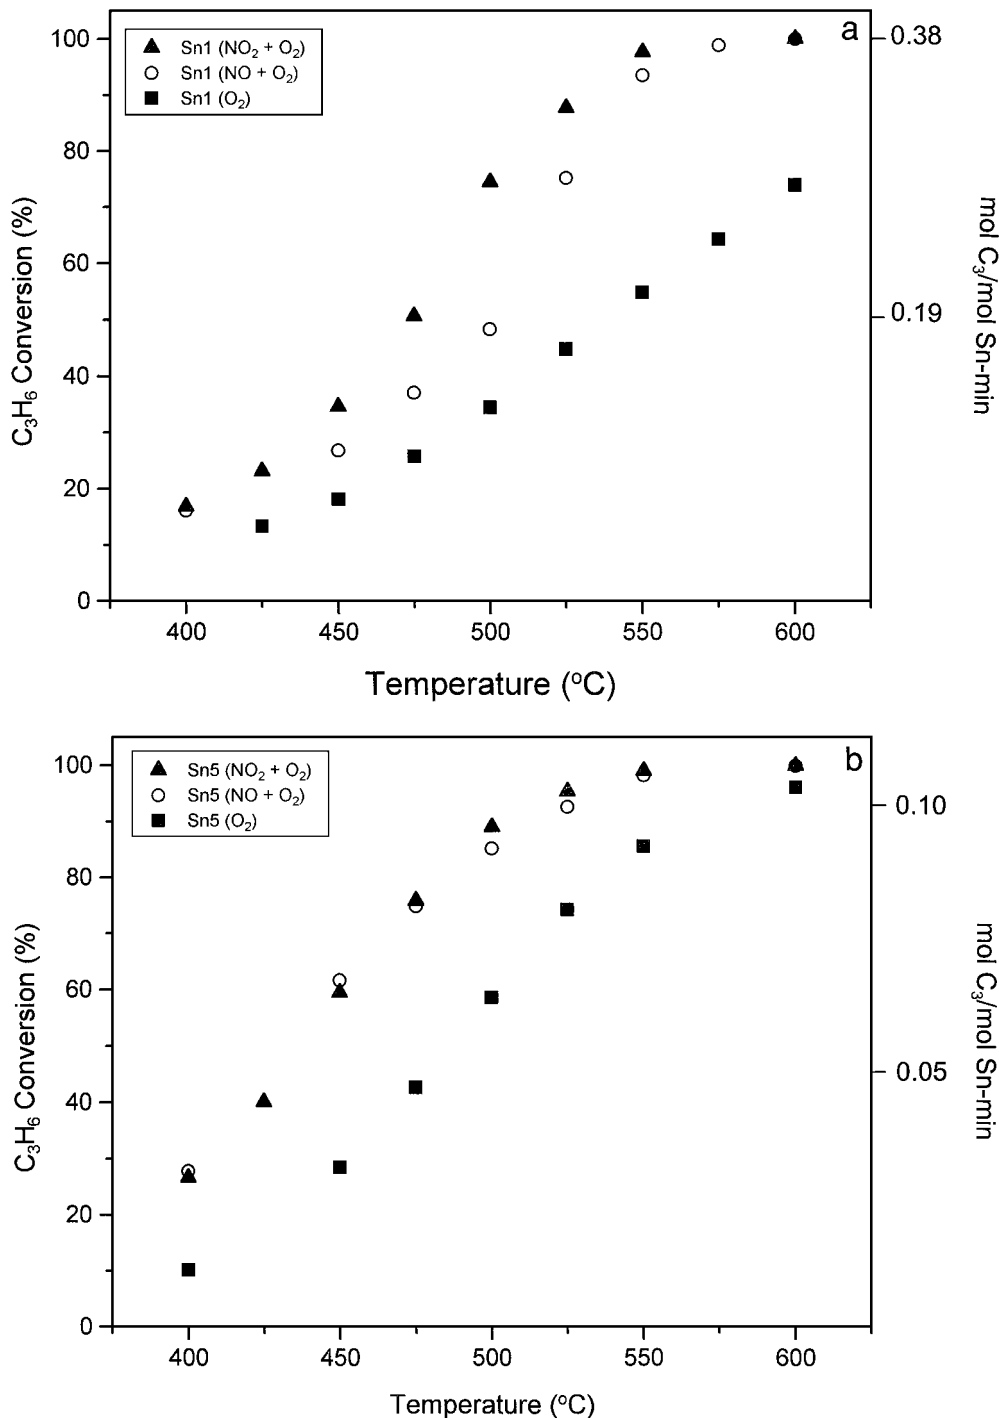 a
100
80
60
40
20
0
C₃H₆ Conversion (%)
Sn1 (NO₂ + O₂)
Sn1 (NO + O₂)
Sn1 (O₂)
0.38
0.19
mol C₃/mol Sn-min
400 450 500 550 600
Temperature (°C)
b
100
80
60
40
20
0
C₃H₆ Conversion (%)
Sn5 (NO₂ + O₂)
Sn5 (NO + O₂)
Sn5 (O₂)
0.10
0.05
mol C₃/mol Sn-min
400 450 500 550 600
Temperature (°C)